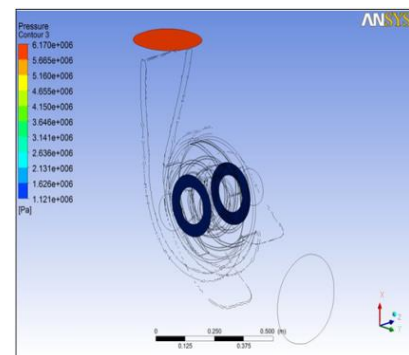 Pressure
Contour 3
ANSYS
6.170e+006
5.665e+006
5.160e+006
4.655e+006
4.150e+006
3.646e+006
3.141e+006
2.636e+006
2.131e+006
1.626e+006
1.121e+006
[Pa]
X
Z
Y
0 0.250 0.500 (m)
0.125 0.375